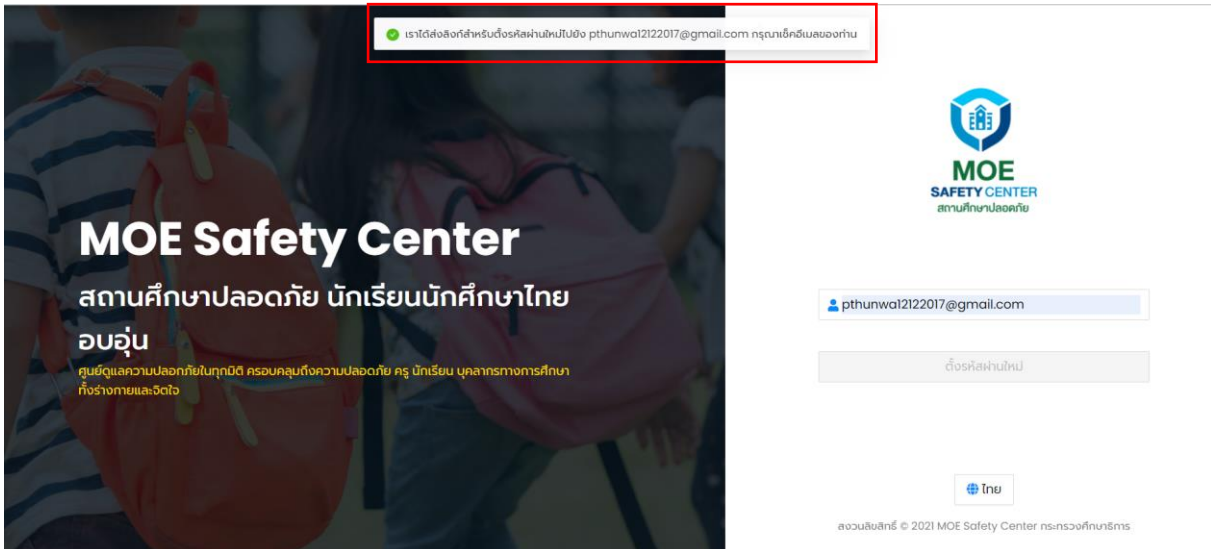 เราได้ส่งลิงก์สำหรับตั้งรหัสผ่านใหม่ไปยัง pthunwa12122017@gmail.com กรุณาเช็คอีเมลของท่าน
MOE
SAFETY CENTER
สถานศึกษาปลอดภัย
MOE Safety Center
สถานศึกษาปลอดภัย นักเรียนนักศึกษาไทย
อบอุ่น
ศูนย์ดูแลความปลอกภัยในทุกมิติ ครอบคลุมถึงความปลอดภัย ครู นักเรียน บุคลากรทางการศึกษา
ทั้งร่างกายและจิตใจ
pthunwa12122017@gmail.com
ตั้งรหัสผ่านใหม่
ไทย
สงวนลิขสิทธิ์ © 2021 MOE Safety Center กระทรวงศึกษาธิการ